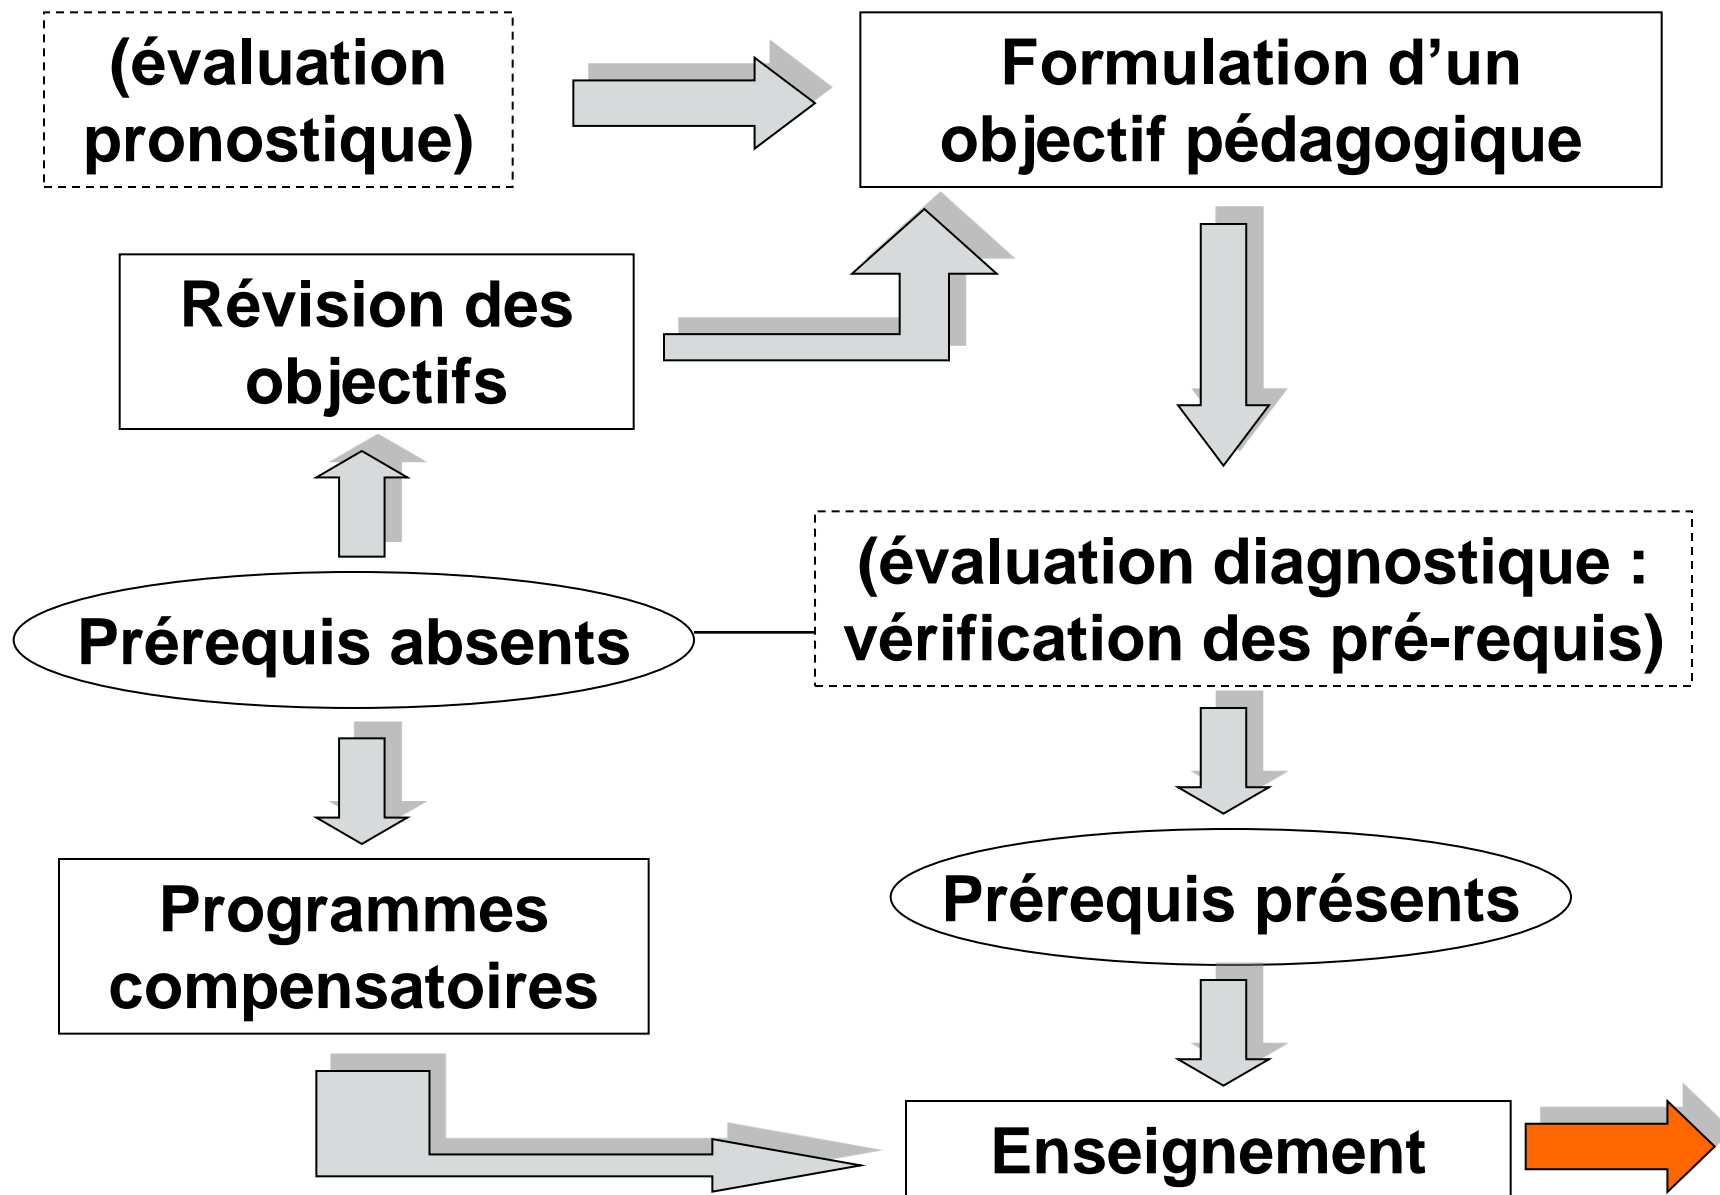 (évaluation
pronostique)
Formulation d’un
objectif pédagogique
Révision des
objectifs
(évaluation diagnostique :
vérification des pré-requis)
Prérequis absents
Programmes
compensatoires
Prérequis présents
Enseignement